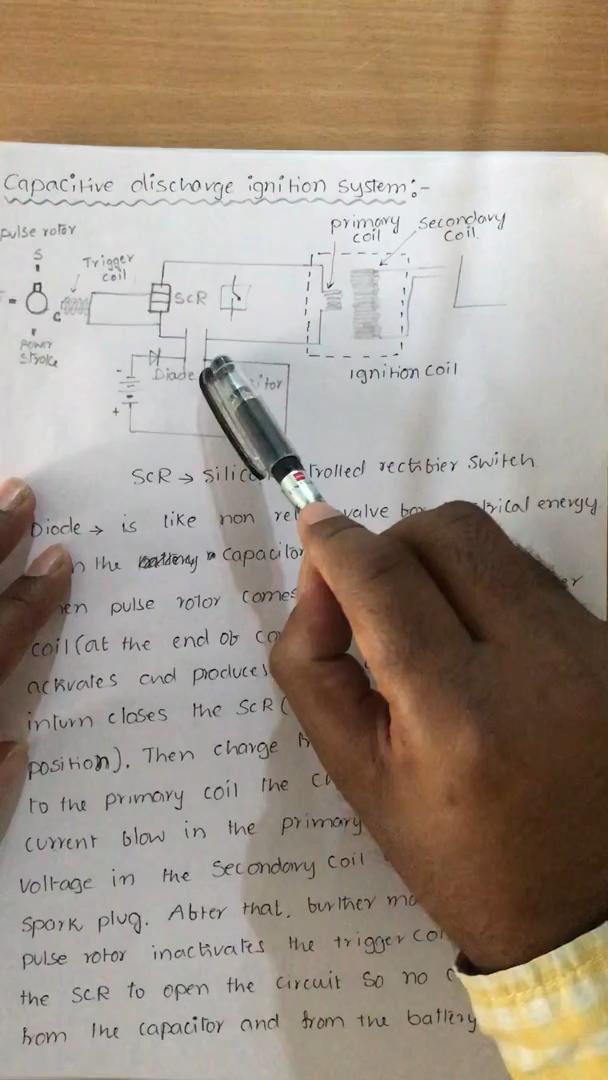 Capacitive discharge ignition system:-
pulse rotor
S
Trigger coil
C
power stroke
SCR
primary coil
Secondary coil.
ignition coil
-
+
Diode
itor
SCR → silic trolled rectifier switch
Diode → is like non re valve for rical energy
n the battery capacitor
en pulse rotor comes
coil (at the end of co
activates and produces
inturn closes the SCR (
position). Then charge
to the primary coil the c
current flow in the primary
voltage in the secondary coil
spark plug. After that, further mo
pulse rotor inactivates the trigger coi
the SCR to open the circuit so no
from the capacitor and from the battery